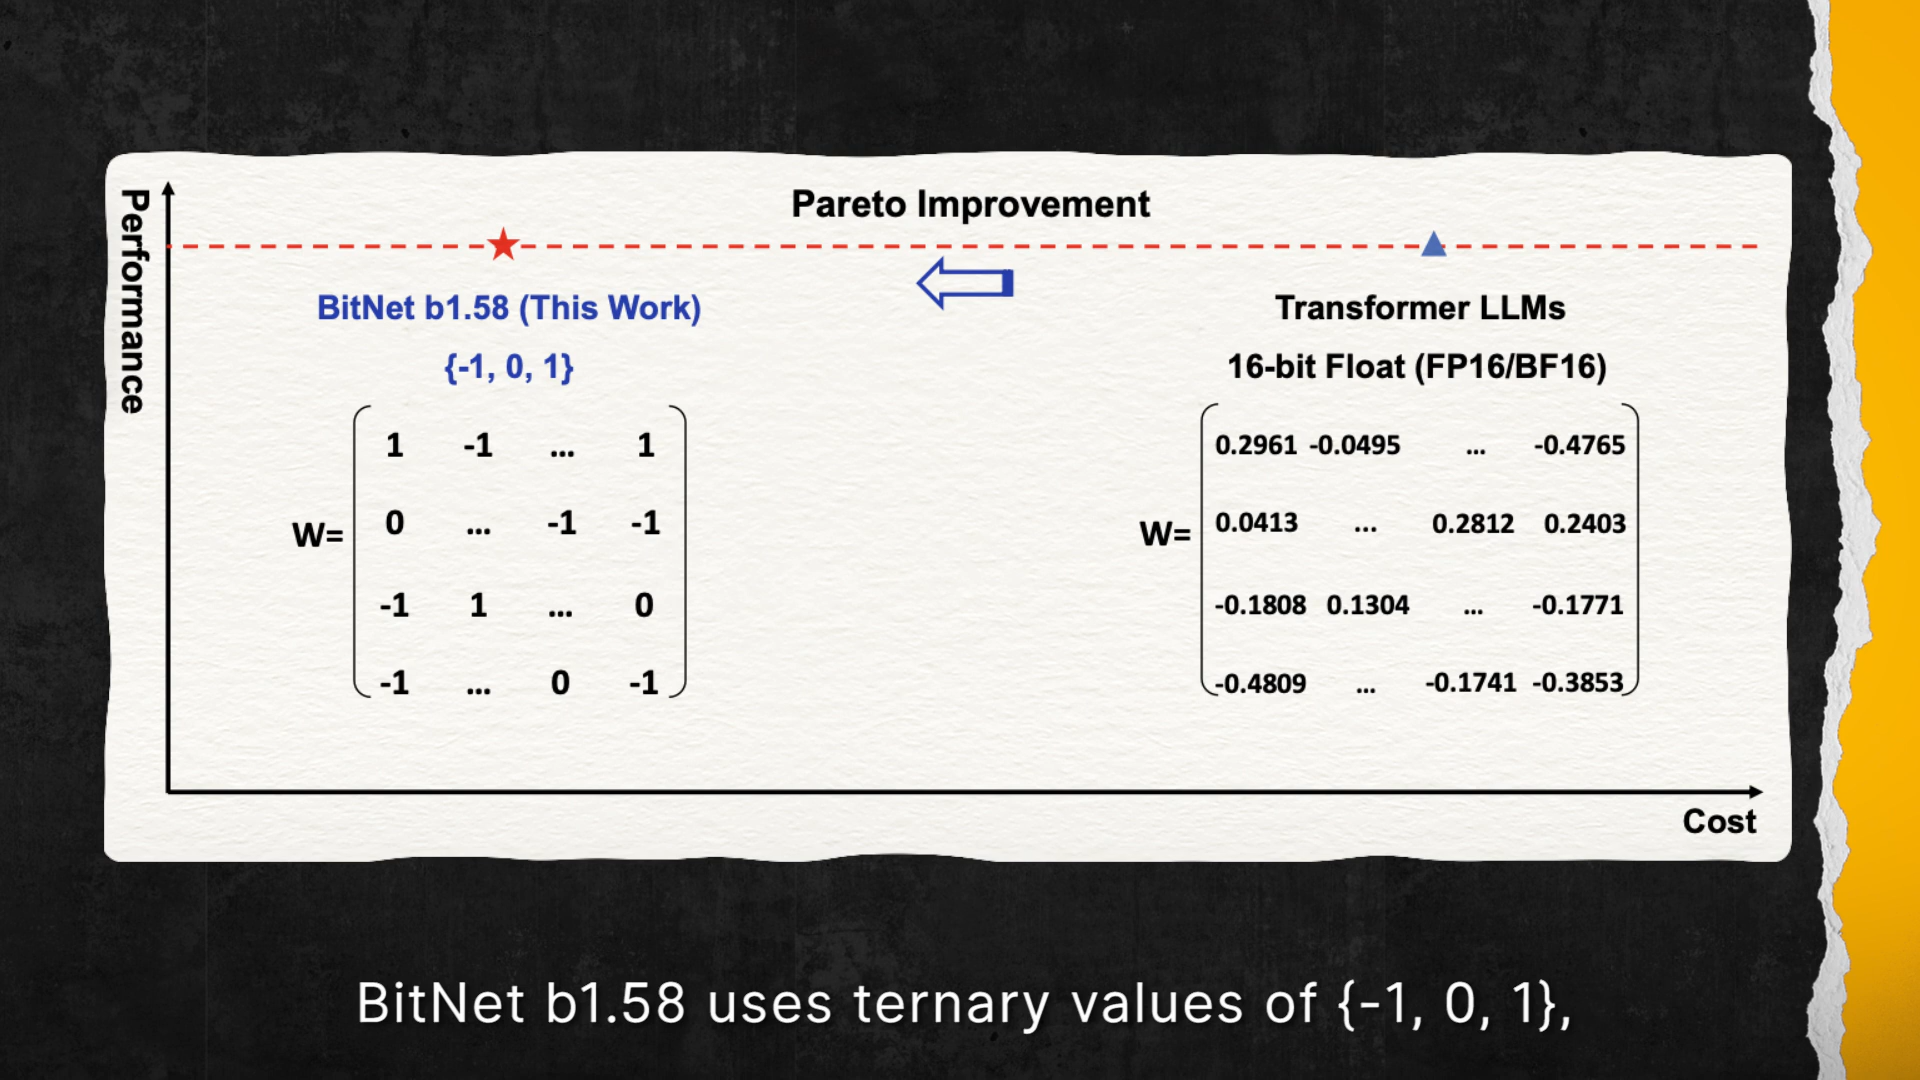 Performance
Pareto Improvement
BitNet b1.58 (This Work)
{-1, 0, 1}
W=
1 -1 ... 1
0 ... -1 -1
-1 1 ... 0
-1 ... 0 -1
Transformer LLMs
16-bit Float (FP16/BF16)
W=
0.2961 -0.0495 ... -0.4765
0.0413 ... 0.2812 0.2403
-0.1808 0.1304 ... -0.1771
-0.4809 ... -0.1741 -0.3853
Cost
BitNet b1.58 uses ternary values of {-1, 0, 1},